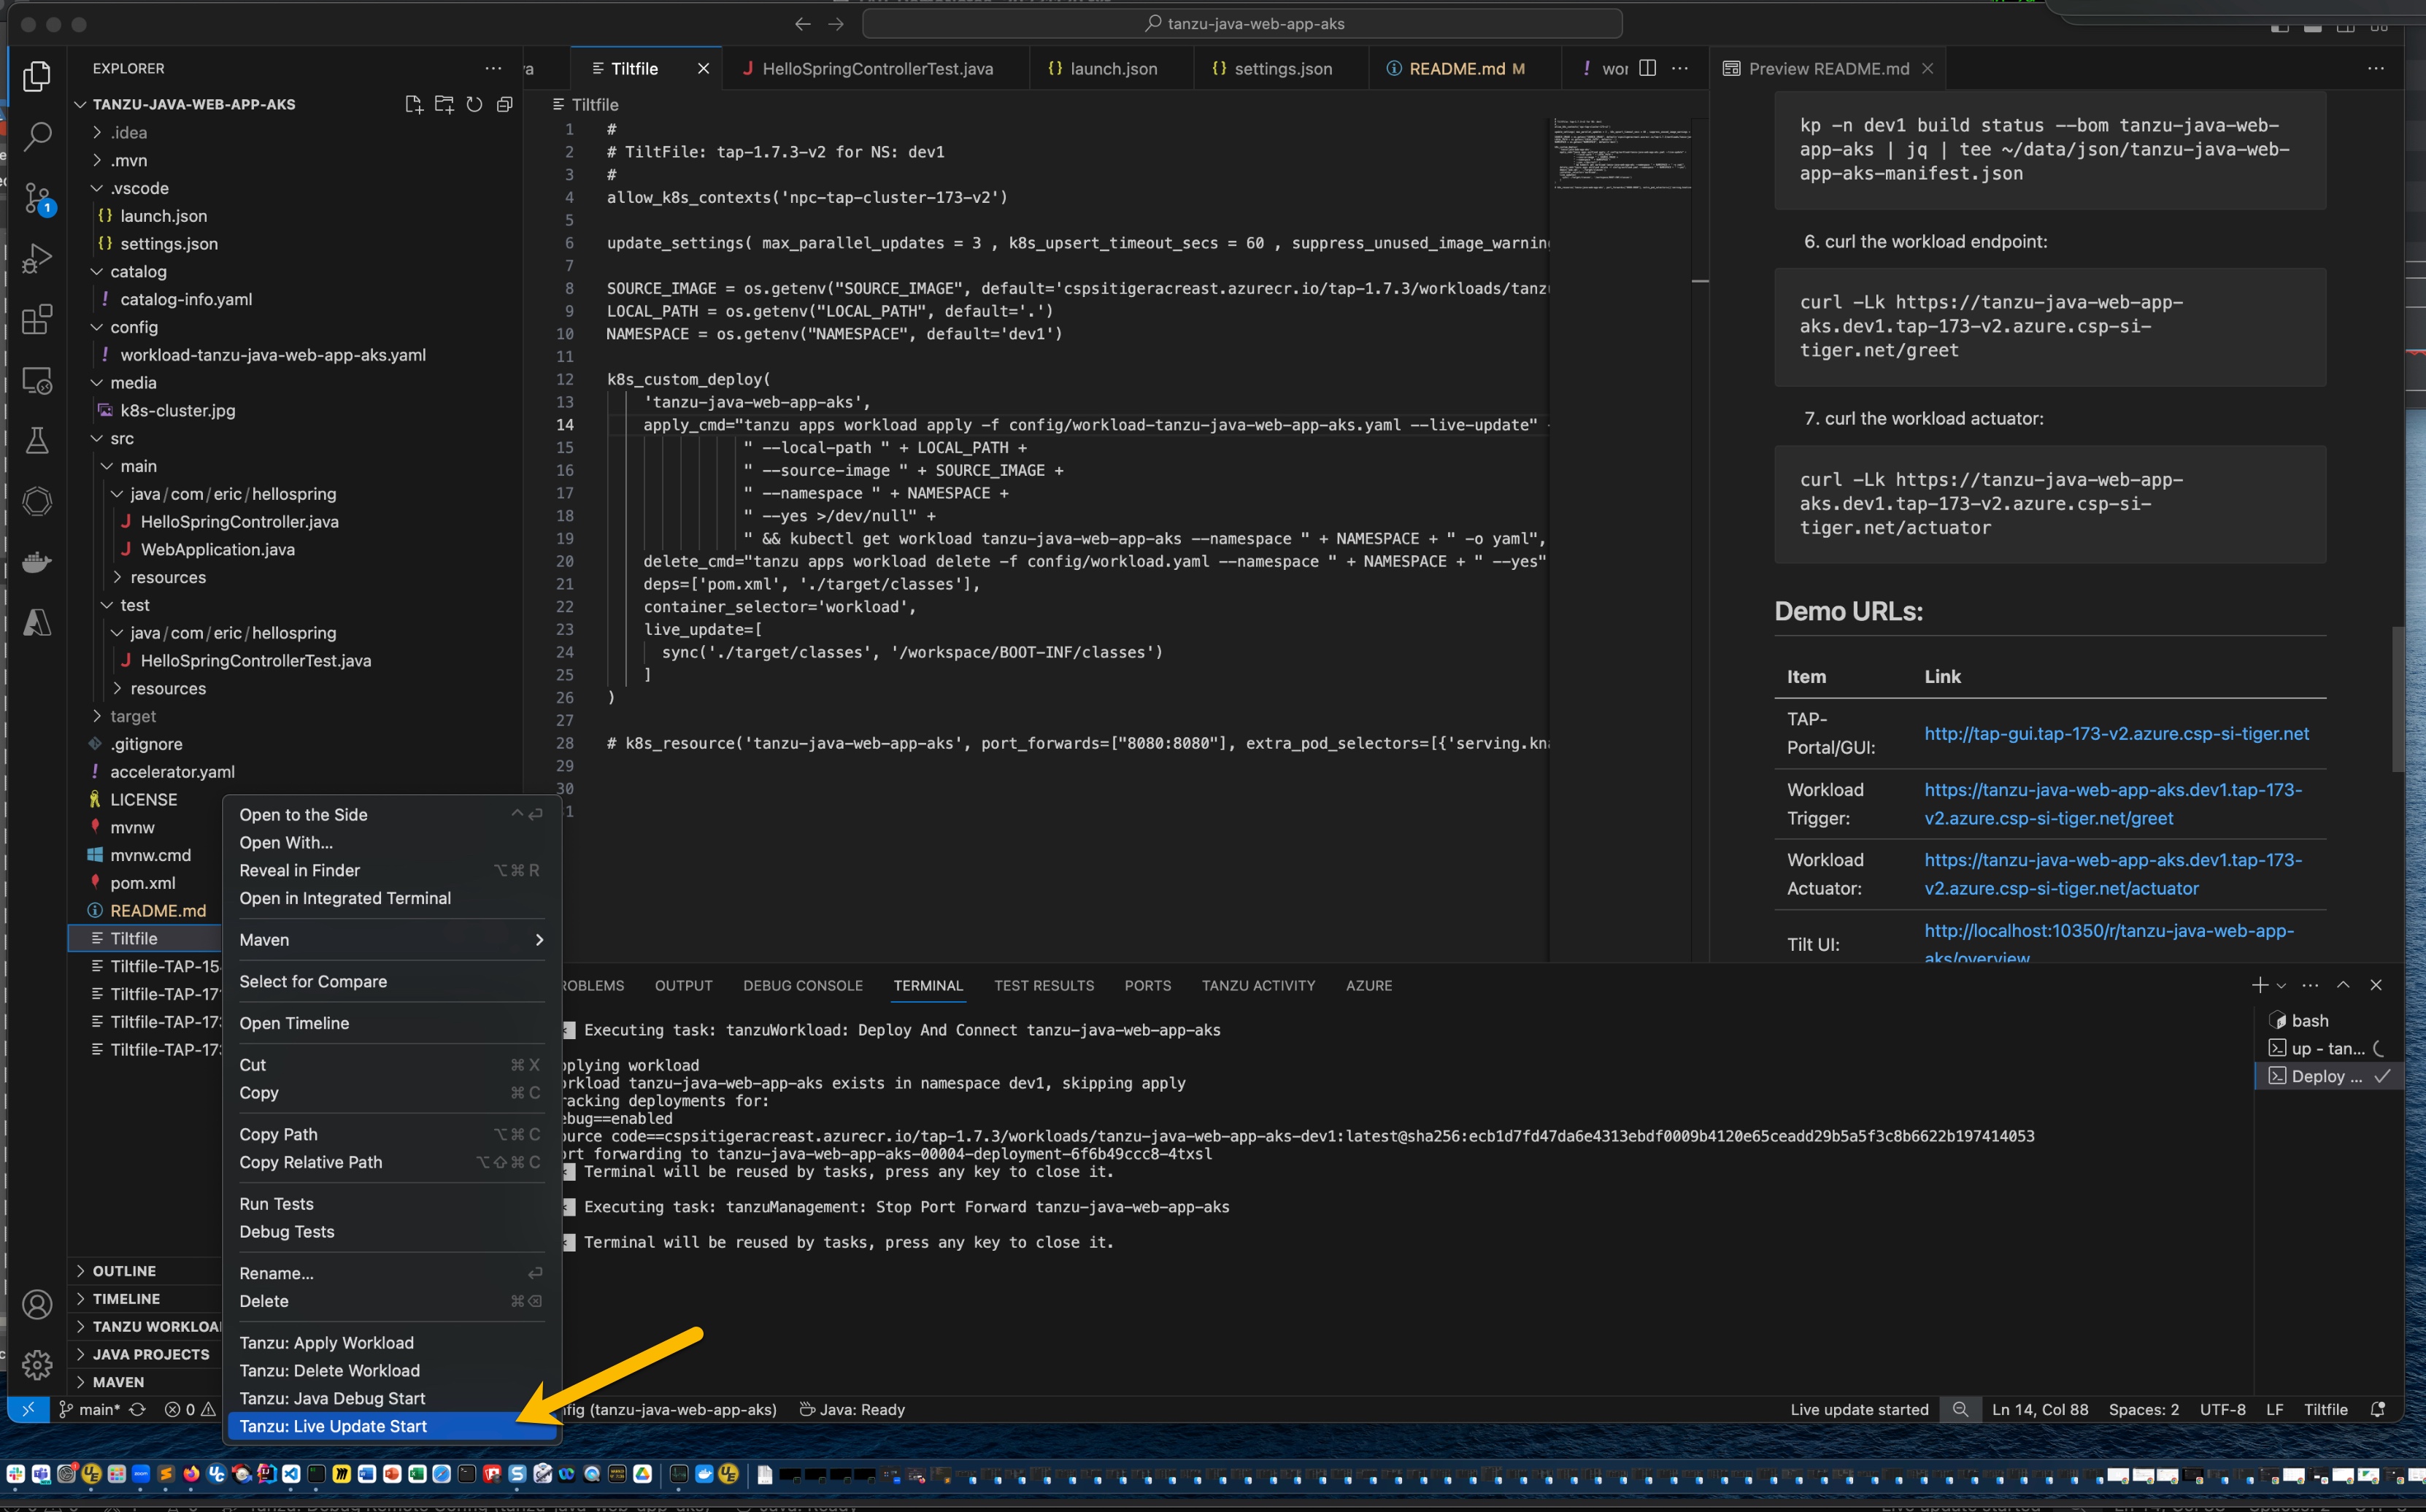 tanzu-java-web-app-aks
EXPLORER
Tiltfile
HelloSpringControllerTest.java
launch.json
settings.json
README.md M
Preview README.md
TANZU-JAVA-WEB-APP-AKS
.idea
.mvn
.vscode
launch.json
settings.json
catalog
catalog-info.yaml
config
workload-tanzu-java-web-app-aks.yaml
media
k8s-cluster.jpg
src
main
java/com/eric/hellospring
HelloSpringController.java
WebApplication.java
resources
test
java/com/eric/hellospring
HelloSpringControllerTest.java
resources
target
.gitignore
accelerator.yaml
LICENSE
mvnw
mvnw.cmd
pom.xml
README.md
Tiltfile
Tiltfile-TAP-15
Tiltfile-TAP-17
Tiltfile-TAP-17
Tiltfile-TAP-17
OUTLINE
TIMELINE
TANZU WORKLOA
JAVA PROJECTS
MAVEN
Tiltfile
1 #
2 # TiltFile: tap-1.7.3-v2 for NS: dev1
3 #
4 allow_k8s_contexts('npc-tap-cluster-173-v2')
5
6 update_settings( max_parallel_updates = 3 , k8s_upsert_timeout_secs = 60 , suppress_unused_image_warnin
7
8 SOURCE_IMAGE = os.getenv("SOURCE_IMAGE", default='cspsitigeracreast.azurecr.io/tap-1.7.3/workloads/tanz
9 LOCAL_PATH = os.getenv("LOCAL_PATH", default='.')
10 NAMESPACE = os.getenv("NAMESPACE", default='dev1')
11
12 k8s_custom_deploy(
13 'tanzu-java-web-app-aks',
14 apply_cmd="tanzu apps workload apply -f config/workload-tanzu-java-web-app-aks.yaml --live-update"
15 " --local-path " + LOCAL_PATH +
16 " --source-image " + SOURCE_IMAGE +
17 " --namespace " + NAMESPACE +
18 " --yes >/dev/null" +
19 " && kubectl get workload tanzu-java-web-app-aks --namespace " + NAMESPACE + " -o yaml",
20 delete_cmd="tanzu apps workload delete -f config/workload.yaml --namespace " + NAMESPACE + " --yes"
21 deps=['pom.xml', './target/classes'],
22 container_selector='workload',
23 live_update=[
24 sync('./target/classes', '/workspace/BOOT-INF/classes')
25 ]
26 )
27
28 # k8s_resource('tanzu-java-web-app-aks', port_forwards=["8080:8080"], extra_pod_selectors=[{'serving.kn
29
30
31
kp -n dev1 build status --bom tanzu-java-web-
app-aks | jq | tee ~/data/json/tanzu-java-web-
app-aks-manifest.json
6. curl the workload endpoint:
curl -Lk https://tanzu-java-web-app-
aks.dev1.tap-173-v2.azure.csp-si-
tiger.net/greet
7. curl the workload actuator:
curl -Lk https://tanzu-java-web-app-
aks.dev1.tap-173-v2.azure.csp-si-
tiger.net/actuator
Demo URLs:
Item Link
TAP-
Portal/GUI: http://tap-gui.tap-173-v2.azure.csp-si-tiger.net
Workload https://tanzu-java-web-app-aks.dev1.tap-173-
Trigger: v2.azure.csp-si-tiger.net/greet
Workload https://tanzu-java-web-app-aks.dev1.tap-173-
Actuator: v2.azure.csp-si-tiger.net/actuator
Tilt UI: http://localhost:10350/r/tanzu-java-web-app-
aks/overview
Open to the Side
Open With...
Reveal in Finder ⌥⌘R
Open in Integrated Terminal
Maven
Select for Compare
Open Timeline
Cut ⌘X
Copy ⌘C
Copy Path ⌥⌘C
Copy Relative Path ⌥⇧⌘C
Run Tests
Debug Tests
Rename...
Delete
Tanzu: Apply Workload
Tanzu: Delete Workload
Tanzu: Java Debug Start
Tanzu: Live Update Start
ROBLEMS OUTPUT DEBUG CONSOLE TERMINAL TEST RESULTS PORTS TANZU ACTIVITY AZURE
Executing task: tanzuWorkload: Deploy And Connect tanzu-java-web-app-aks
pplying workload
orkload tanzu-java-web-app-aks exists in namespace dev1, skipping apply
racking deployments for:
ebug==enabled
ource code==cspsitigeracreast.azurecr.io/tap-1.7.3/workloads/tanzu-java-web-app-aks-dev1:latest@sha256:ecb1d7fd47da6e4313ebdf0009b4120e65ceadd29b5a5f3c8b6622b197414053
ort forwarding to tanzu-java-web-app-aks-00004-deployment-6f6b49ccc8-4txsl
Terminal will be reused by tasks, press any key to close it.
Executing task: tanzuManagement: Stop Port Forward tanzu-java-web-app-aks
Terminal will be reused by tasks, press any key to close it.
bash
up - tan...
Deploy ...
main* 0
fig (tanzu-java-web-app-aks) Java: Ready
Live update started Ln 14, Col 88 Spaces: 2 UTF-8 LF Tiltfile